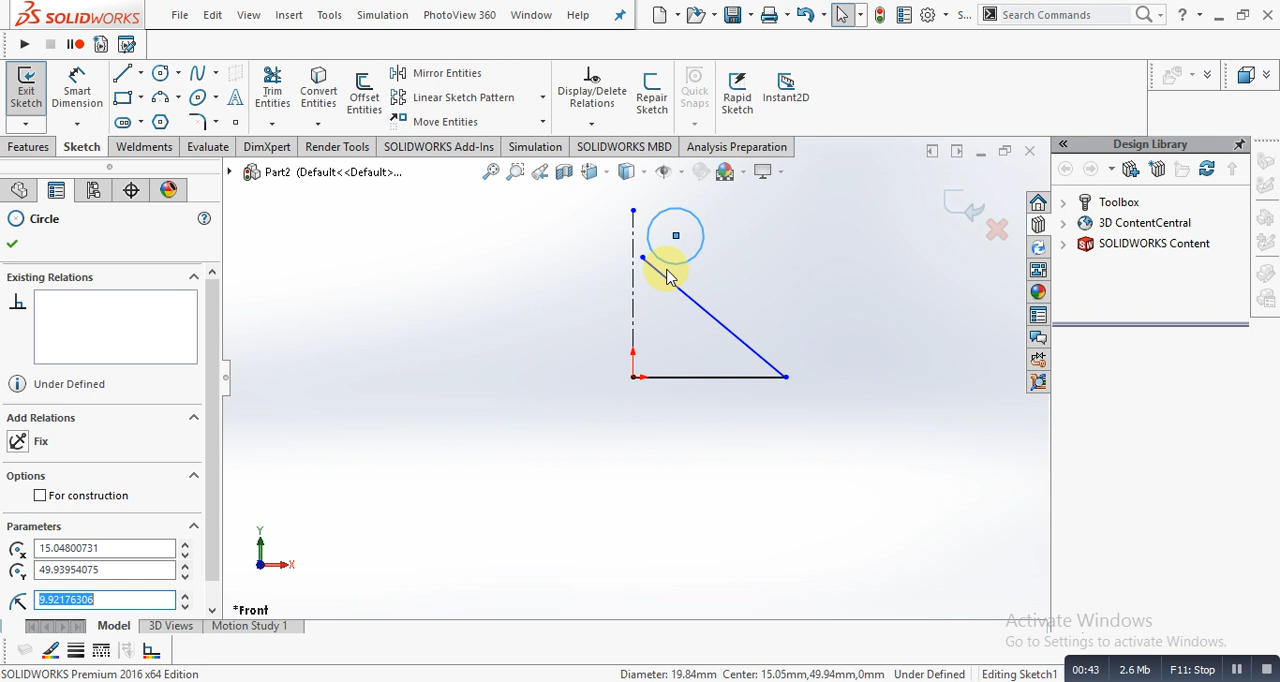 SOLIDWORKS File Edit View Insert Tools Simulation PhotoView 360 Window Help S... Search Commands ?
Exit Sketch Smart Dimension Trim Entities Convert Entities Offset Entities Mirror Entities Linear Sketch Pattern Move Entities Display/Delete Relations Repair Sketch Quick Snaps Rapid Sketch Instant2D
Features Sketch Weldments Evaluate DimXpert Render Tools SOLIDWORKS Add-Ins Simulation SOLIDWORKS MBD Analysis Preparation
Design Library
Part2 (Default<<Default>...
Toolbox
3D ContentCentral
SOLIDWORKS Content
Circle ?
Existing Relations
Under Defined
Add Relations
Fix
Options
For construction
Parameters
15.04800731
49.93954075
9.92176306
Y
X
*Front
Model 3D Views Motion Study 1
Activate Windows
Go to Settings to activate Windows.
SOLIDWORKS Premium 2016 x64 Edition Diameter: 19.84mm Center: 15.05mm,49.94mm,0mm Under Defined Editing Sketch1 00:43 2.6 Mb F11: Stop